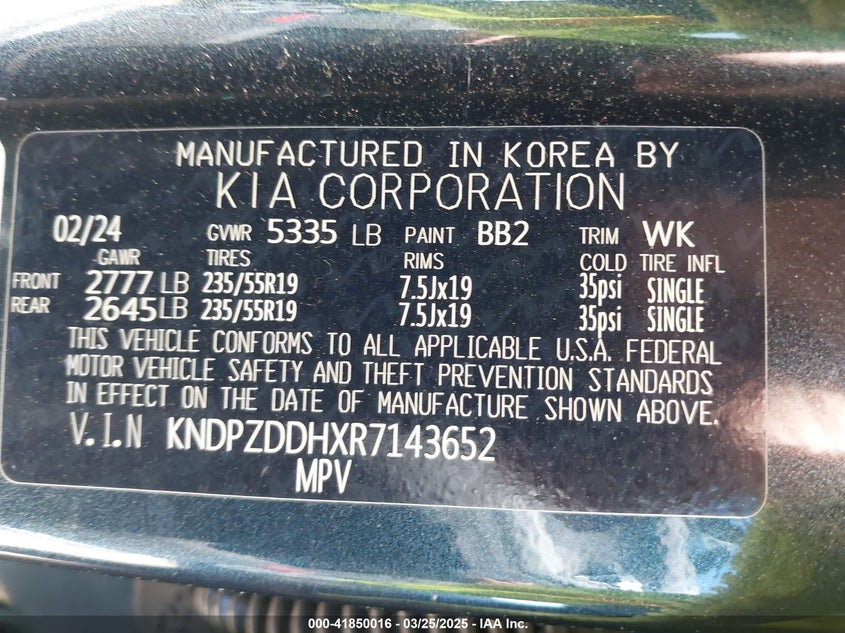 MANUFACTURED IN KOREA BY
KIA CORPORATION
02/24 GVWR 5335 LB PAINT BB2 TRIM WK
GAWR TIRES RIMS COLD TIRE INFL
FRONT 2777 LB 235/55R19 7.5Jx19 35psi SINGLE
REAR 2645 LB 235/55R19 7.5Jx19 35psi SINGLE
THIS VEHICLE CONFORMS TO ALL APPLICABLE U.S.A. FEDERAL
MOTOR VEHICLE SAFETY AND THEFT PREVENTION STANDARDS
IN EFFECT ON THE DATE OF MANUFACTURE SHOWN ABOVE.
V.I.N KNDPZDDHXR7143652
MPV
000-41850016 — 03/25/2025 — IAA Inc.